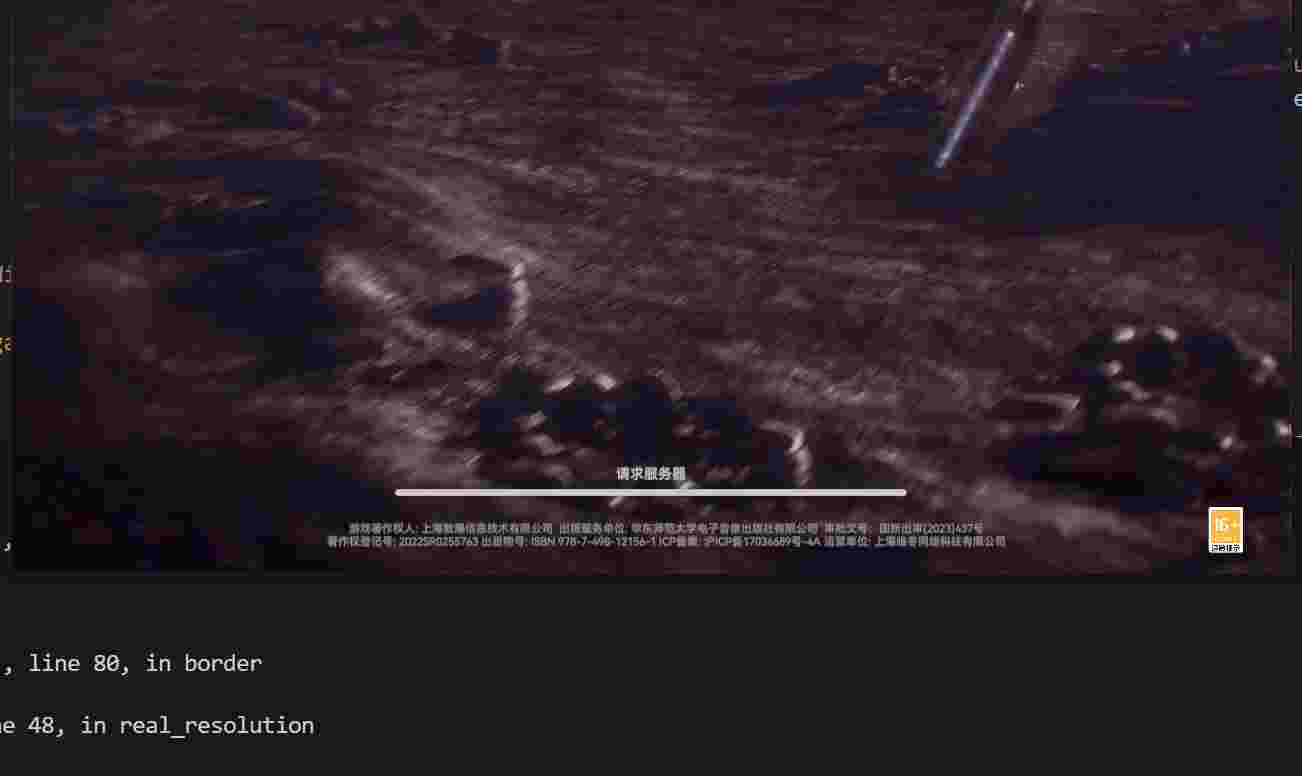 请求服务器
游戏著作权人: 上海数露信息技术有限公司 出版服务单位: 华东师范大学电子音像出版社有限公司 审批文号: 国新出审[2023]437号
著作权登记号: 2022SR0255763 出版物号: ISBN 978-7-498-12156-1 ICP备案: 沪ICP备17036689号-4A 运营单位: 上海维零网络科技有限公司
16+
适龄提示
, line 80, in border
e 48, in real_resolution